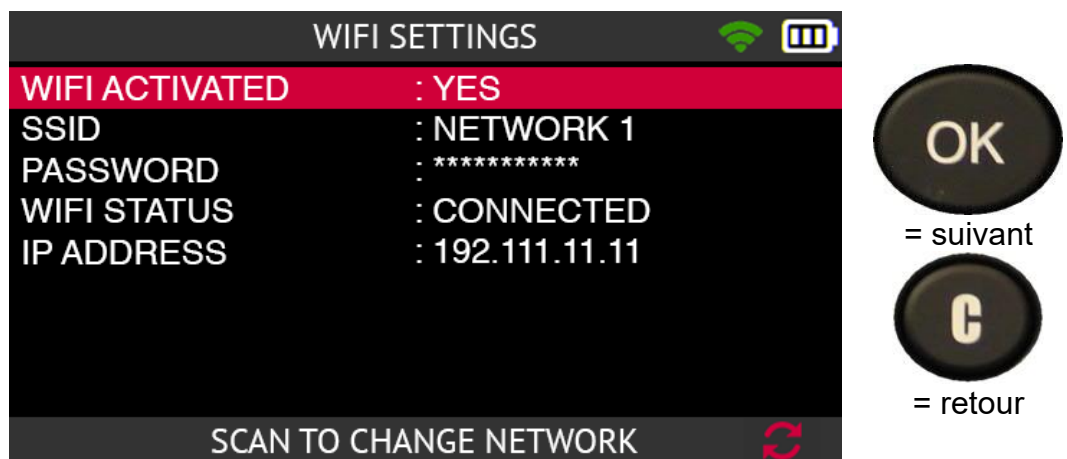 WIFI SETTINGS
WIFI ACTIVATED : YES
SSID : NETWORK 1
PASSWORD : ***********
WIFI STATUS : CONNECTED
IP ADDRESS : 192.111.11.11
SCAN TO CHANGE NETWORK
OK
= suivant
C
= retour